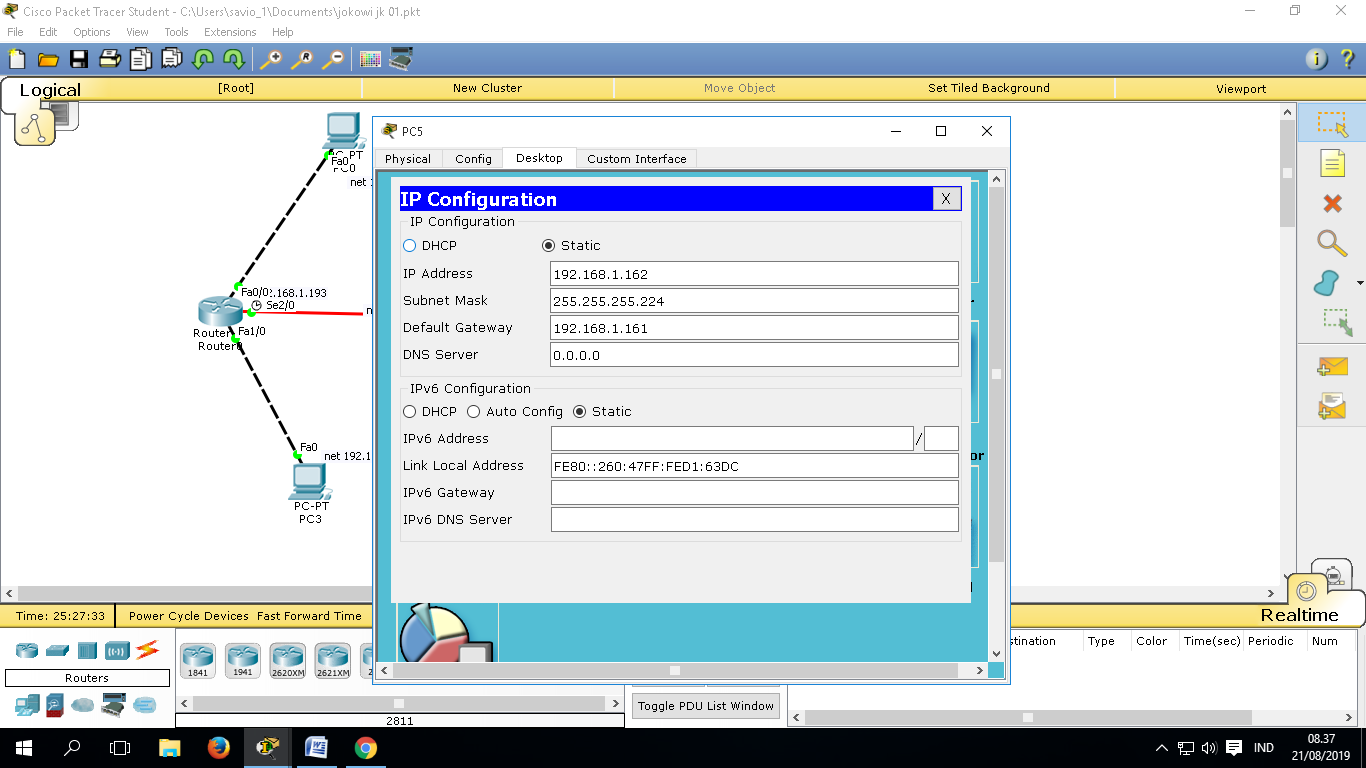 Cisco Packet Tracer Student - C:\Users\savio_1\Documents\jokowi jk 01.pkt
File Edit Options View Tools Extensions Help
Logical
[Root]
New Cluster
Move Object
Set Tiled Background
Viewport
PC-PT
PC0
Fa0
net 1
Fa0/0
.168.1.193
Se2/0
Router
Router0
Fa1/0
Fa0
net 192.1
PC-PT
PC3
PC5
Physical Config Desktop Custom Interface
IP Configuration
X
IP Configuration
DHCP Static
IP Address 192.168.1.162
Subnet Mask 255.255.255.224
Default Gateway 192.168.1.161
DNS Server 0.0.0.0
IPv6 Configuration
DHCP Auto Config Static
IPv6 Address /
Link Local Address FE80::260:47FF:FED1:63DC
IPv6 Gateway
IPv6 DNS Server
or
Time: 25:27:33 Power Cycle Devices Fast Forward Time
Realtime
Routers
1841 1941 2620XM 2621XM
2811
Toggle PDU List Window
stination Type Color Time(sec) Periodic Num
IND
08.37
21/08/2019